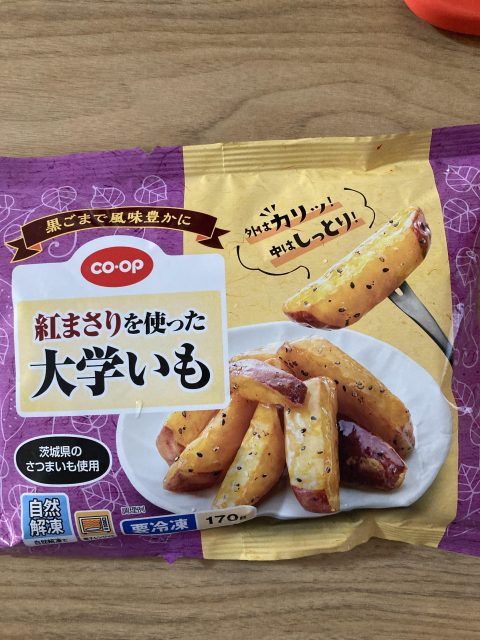 黒ごまで風味豊かに
CO·OP
紅まさりを使った
大学いも
外はカリッ!
中はしっとり!
茨城県の
さつまいも使用
自然
解凍
要冷凍 170g